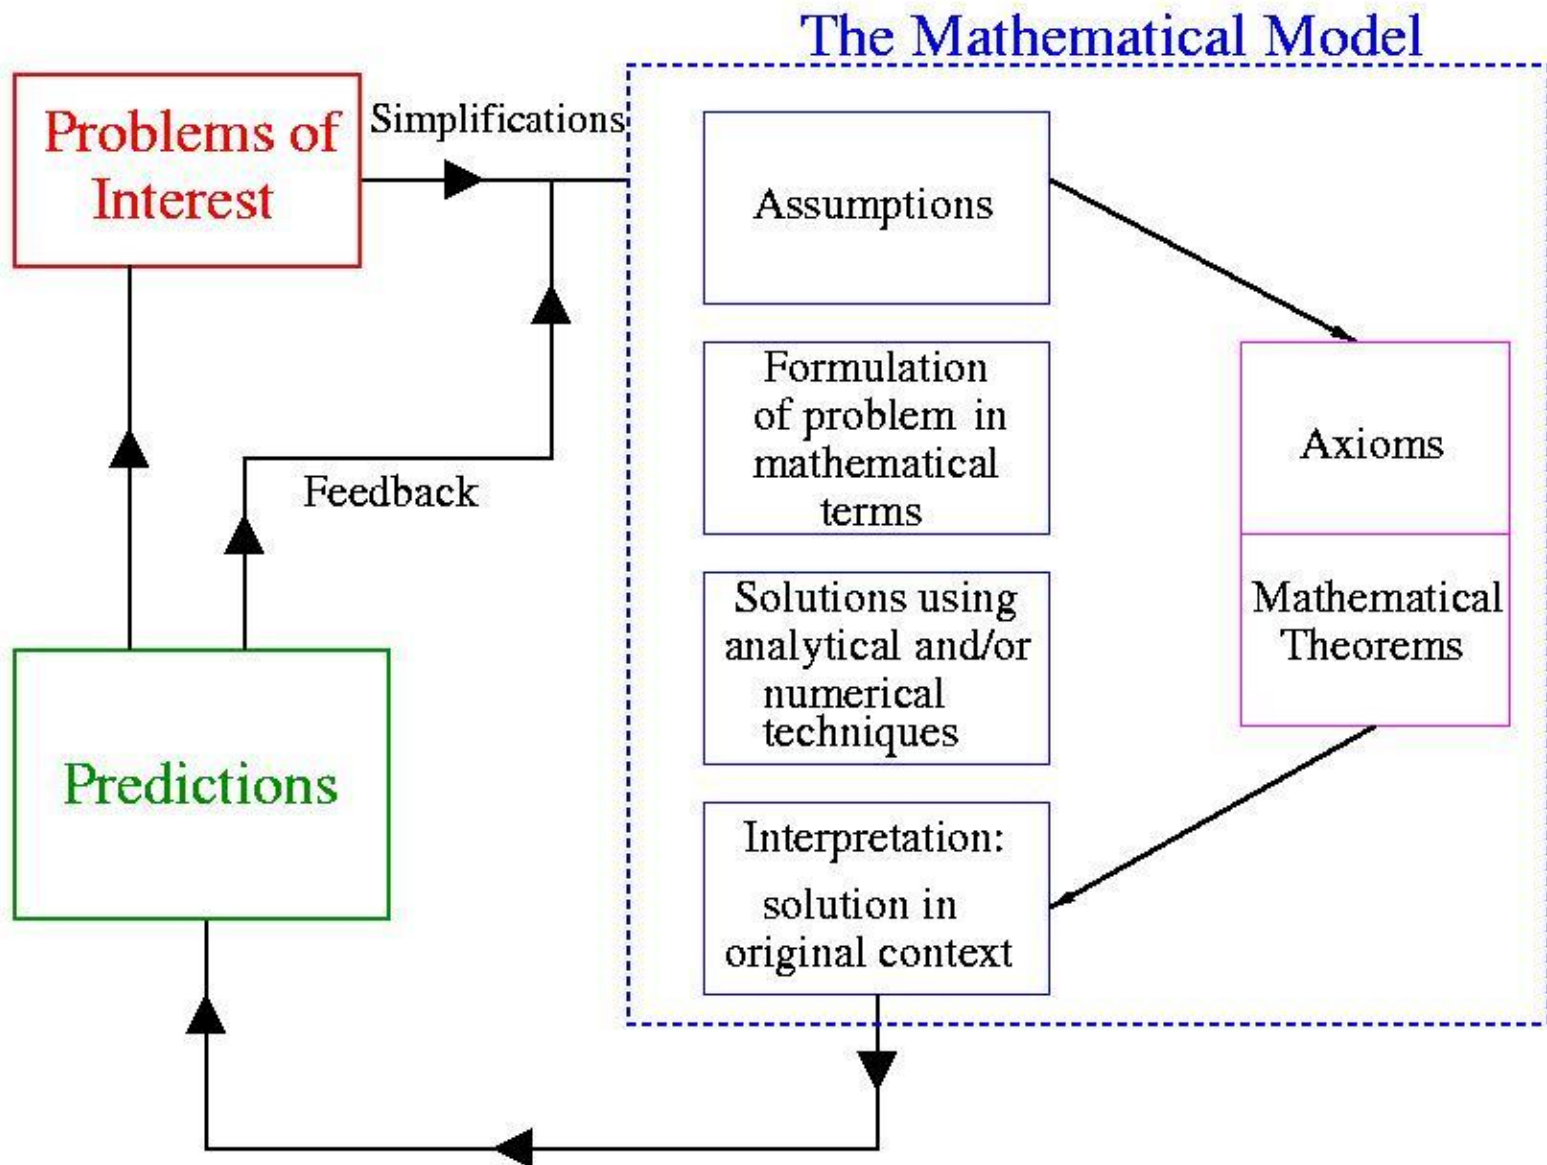 The Mathematical Model
Problems of
Interest
Simplifications
Assumptions
Formulation
of problem in
mathematical
terms
Axioms
Feedback
Solutions using
analytical and/or
numerical
techniques
Mathematical
Theorems
Predictions
Interpretation:
solution in
original context